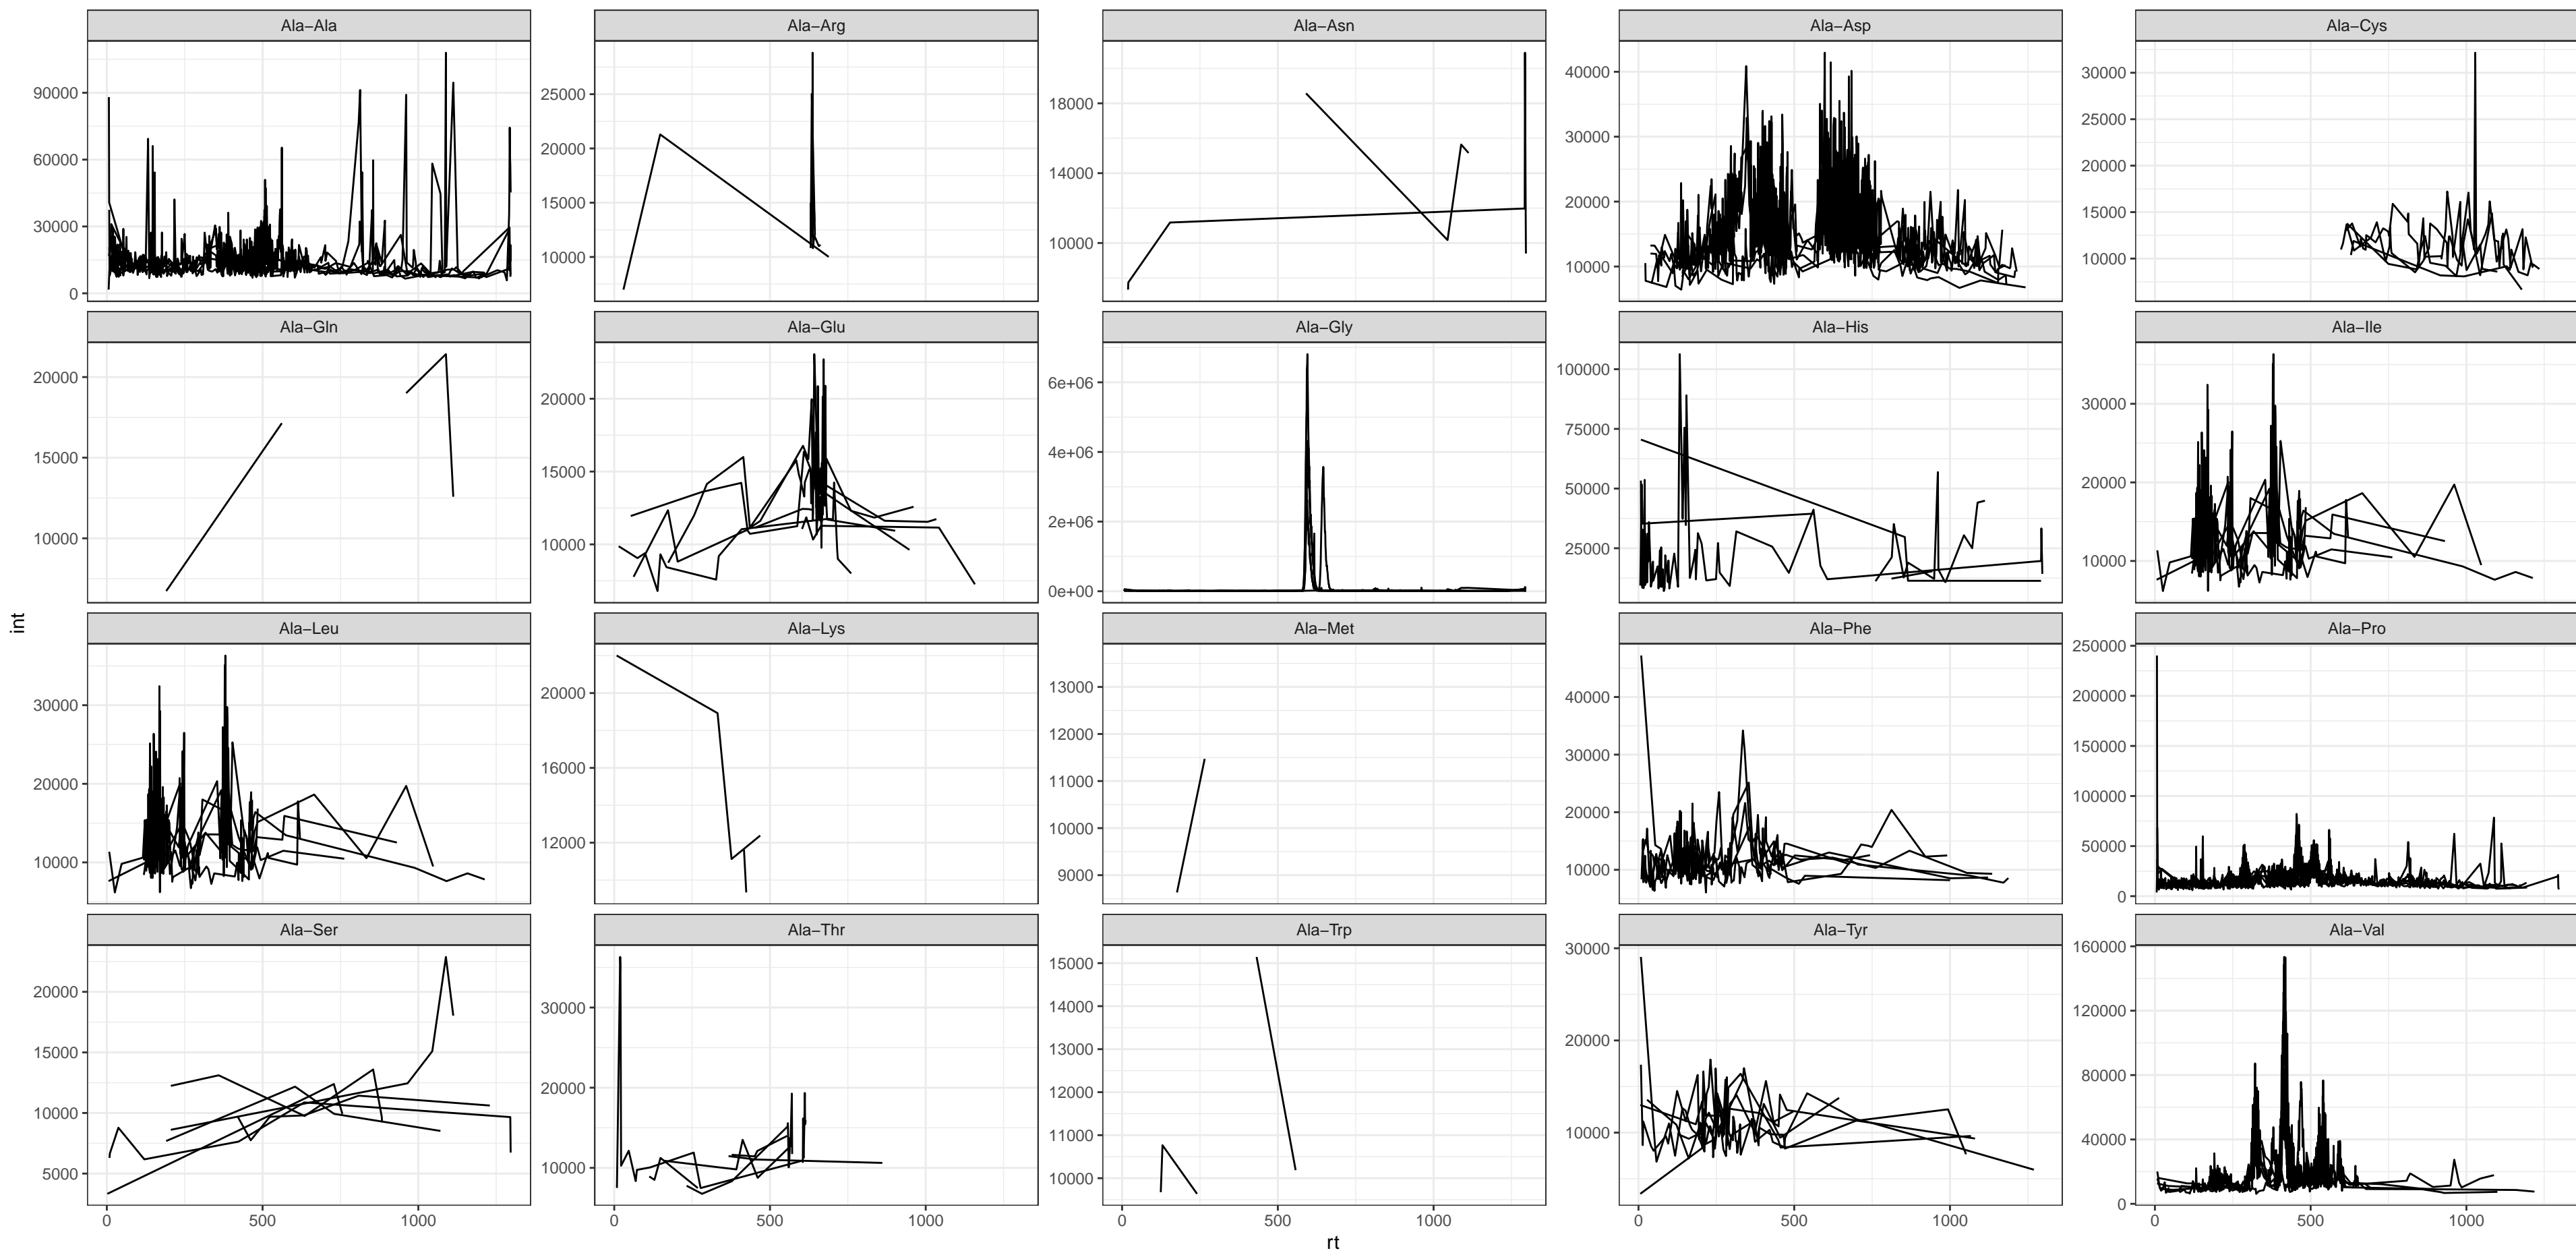 Ala−Ala
Ala−Arg
Ala−Asn
Ala−Asp
Ala−Cys
90000
60000
30000
0
25000
20000
15000
10000
18000
14000
10000
40000
30000
20000
10000
30000
25000
20000
15000
10000
Ala−Gln
Ala−Glu
Ala−Gly
Ala−His
Ala−Ile
20000
15000
10000
20000
15000
10000
6e+06
4e+06
2e+06
0e+00
100000
75000
50000
25000
30000
20000
10000
int
Ala−Leu
Ala−Lys
Ala−Met
Ala−Phe
Ala−Pro
30000
20000
10000
20000
16000
12000
13000
12000
11000
10000
9000
40000
30000
20000
10000
250000
200000
150000
100000
50000
0
Ala−Ser
Ala−Thr
Ala−Trp
Ala−Tyr
Ala−Val
20000
15000
10000
5000
30000
20000
10000
15000
14000
13000
12000
11000
10000
30000
20000
10000
160000
120000
80000
40000
0
0 500 1000
0 500 1000
0 500 1000
0 500 1000
0 500 1000
rt